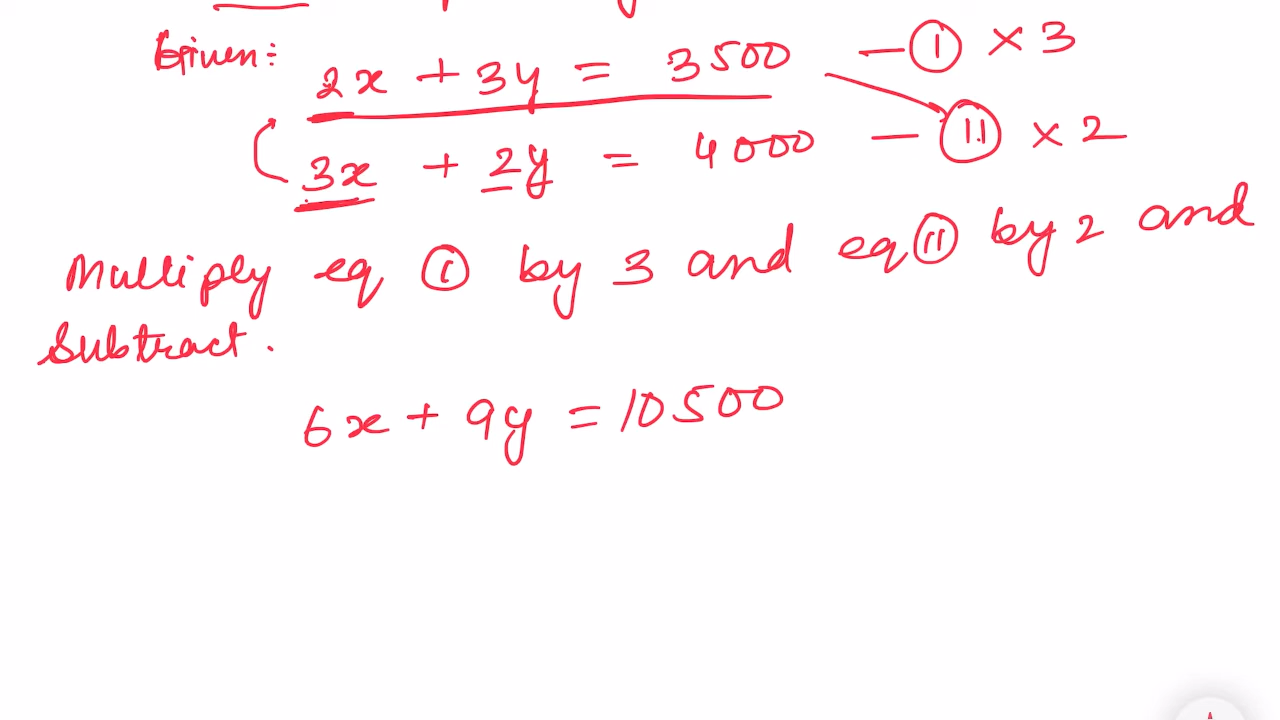 Given:
2x + 3y = 3500 — (I) × 3
3x + 2y = 4000 — (II) × 2
Multiply eq (I) by 3 and eq (II) by 2 and
Subtract.
6x + 9y = 10500